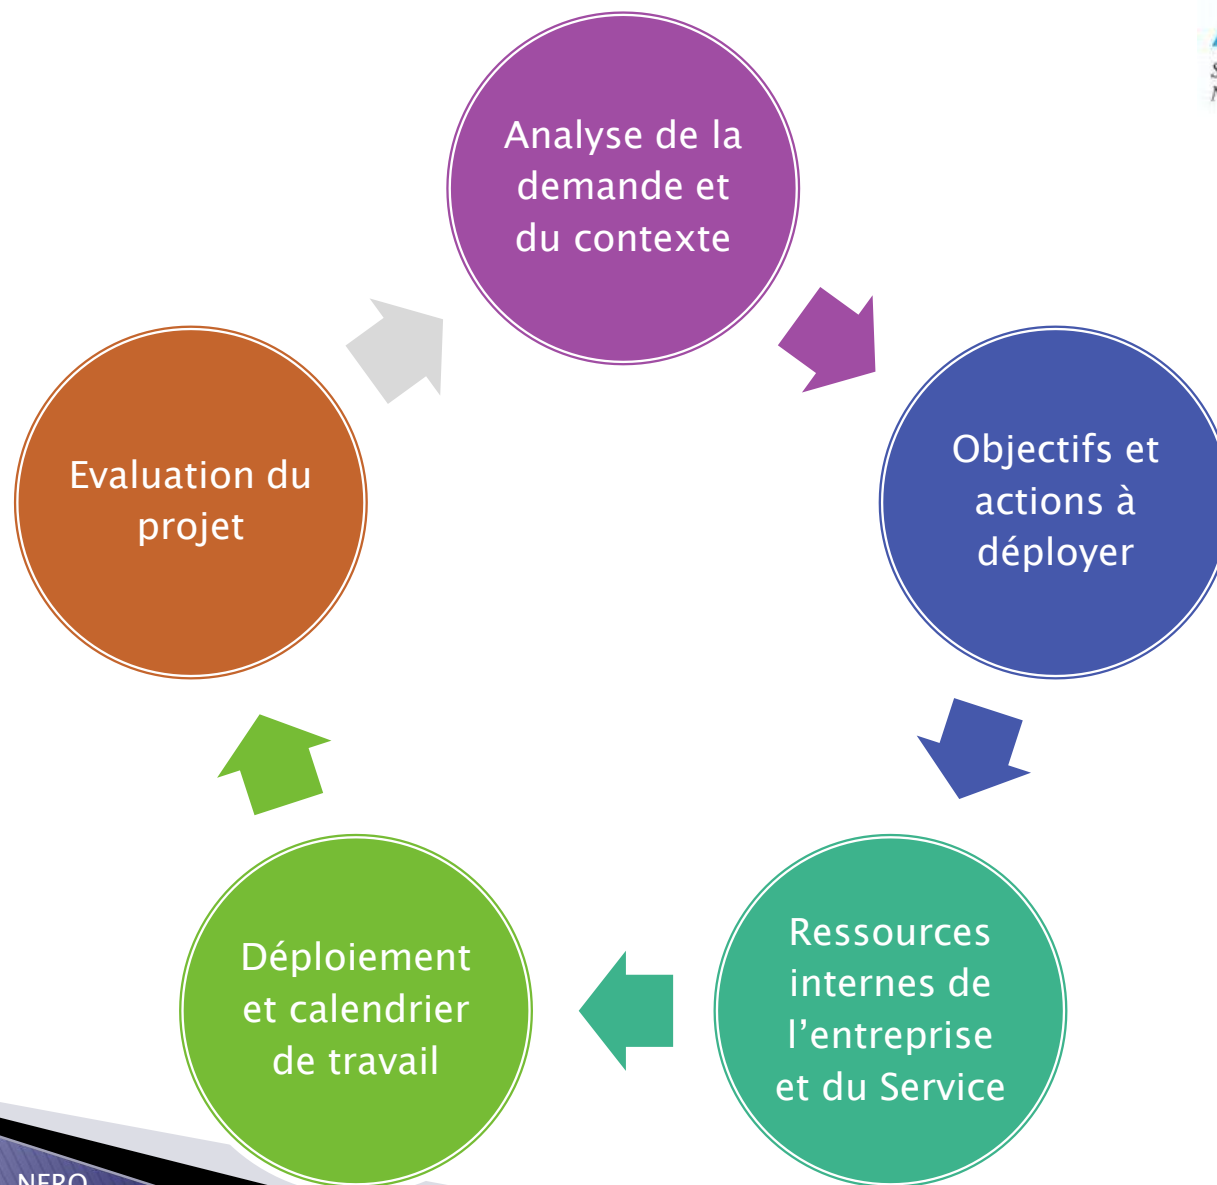 Analyse de la
demande et
du contexte
Objectifs et
actions à
déployer
Ressources
internes de
l’entreprise
et du Service
Déploiement
et calendrier
de travail
Evaluation du
projet